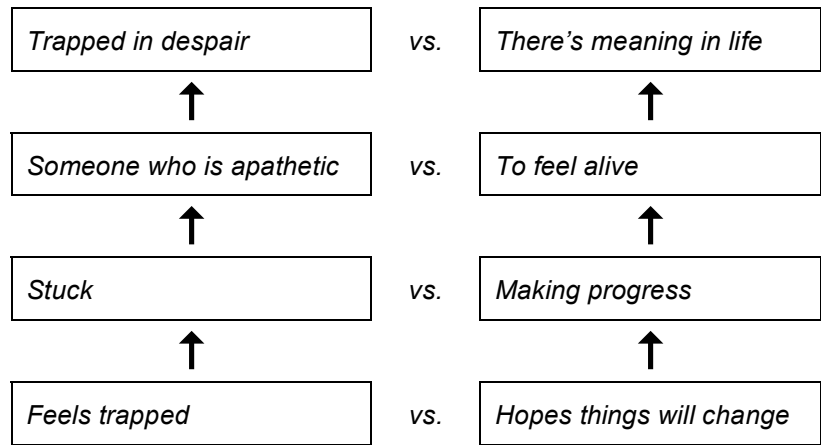 Trapped in despair vs. There's meaning in life
Someone who is apathetic vs. To feel alive
Stuck vs. Making progress
Feels trapped vs. Hopes things will change